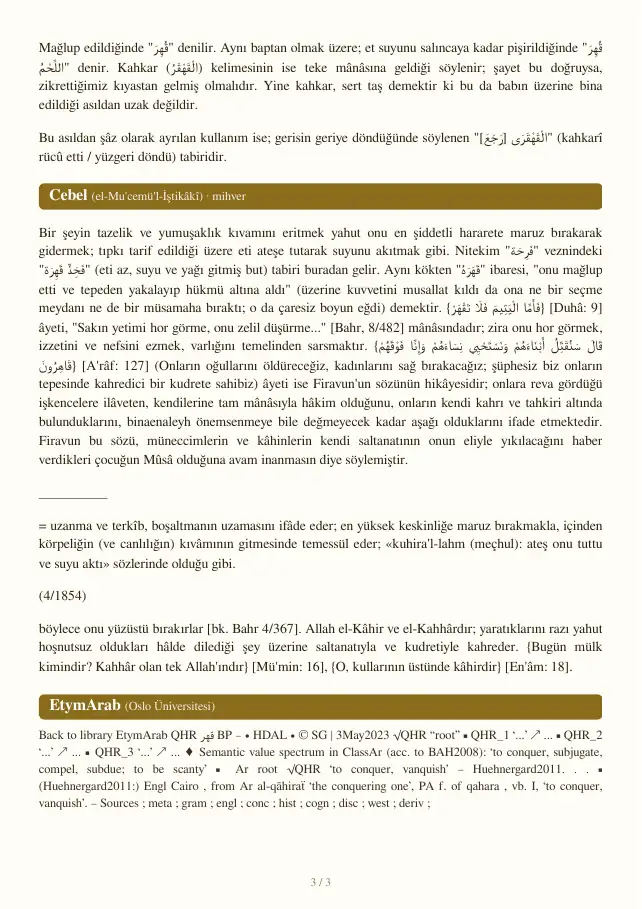 Mağlup edildiğinde "قُهِرَ" denilir. Aynı baptan olmak üzere; et suyunu salıncaya kadar pişirildiğinde "قُهِرَ
اللَّحْمُ" denir. Kahkar (الْقَهْقَرُ) kelimesinin ise teke mânâsına geldiği söylenir; şayet bu doğruysa,
zikrettiğimiz kıyastan gelmiş olmalıdır. Yine kahkar, sert taş demektir ki bu da babın üzerine bina
edildiği asıldan uzak değildir.
Bu asıldan şâz olarak ayrılan kullanım ise; gerisin geriye döndüğünde söylenen "[رَجَعَ] الْقَهْقَرَى" (kahkarî
rücû etti / yüzgeri döndü) tabiridir.
Cebel (el-Mu'cemü'l-İştikâkî) · mihver
Bir şeyin tazelik ve yumuşaklık kıvamını eritmek yahut onu en şiddetli hararete maruz bırakarak
gidermek; tıpkı tarif edildiği üzere eti ateşe tutarak suyunu akıtmak gibi. Nitekim "فَرِحَة" veznindeki
"فَخِذٌ قَهِرَة" (eti az, suyu ve yağı gitmiş but) tabiri buradan gelir. Aynı kökten "قَهَرَهُ" ibaresi, "onu mağlup
etti ve tepeden yakalayıp hükmü altına aldı" (üzerine kuvvetini musallat kıldı da ona ne bir seçme
meydanı ne de bir müsamaha bıraktı; o da çaresiz boyun eğdi) demektir. {فَأَمَّا الْيَتِيمَ فَلَا تَقْهَرْ} [Duhâ: 9]
âyeti, "Sakın yetimi hor görme, onu zelil düşürme..." [Bahr, 8/482] mânâsındadır; zira onu hor görmek,
izzetini ve nefsini ezmek, varlığını temelinden sarsmaktır. {قَالَ سَنُقَتِّلُ أَبْنَاءَهُمْ وَنَسْتَحْيِي نِسَاءَهُمْ وَإِنَّا فَوْقَهُمْ
قَاهِرُونَ} [A'râf: 127] (Onların oğullarını öldüreceğiz, kadınlarını sağ bırakacağız; şüphesiz biz onların
tepesinde kahredici bir kudrete sahibiz) âyeti ise Firavun'un sözünün hikâyesidir; onlara reva gördüğü
işkencelere ilâveten, kendilerine tam mânâsıyla hâkim olduğunu, onların kendi kahrı ve tahkiri altında
bulunduklarını, binaenaleyh önemsenmeye bile değmeyecek kadar aşağı olduklarını ifade etmektedir.
Firavun bu sözü, müneccimlerin ve kâhinlerin kendi saltanatının onun eliyle yıkılacağını haber
verdikleri çocuğun Mûsâ olduğuna avam inanmasın diye söylemiştir.
= uzanma ve terkîb, boşaltmanın uzamasını ifâde eder; en yüksek keskinliğe maruz bırakmakla, içinden
körpeliğin (ve canlılığın) kıvâmının gitmesinde temessül eder; «kuhira'l-lahm (meçhul): ateş onu tuttu
ve suyu aktı» sözlerinde olduğu gibi.
(4/1854)
böylece onu yüzüstü bırakırlar [bk. Bahr 4/367]. Allah el-Kâhir ve el-Kahhârdır; yaratıklarını razı yahut
hoşnutsuz oldukları hâlde dilediği şey üzerine saltanatıyla ve kudretiyle kahreder. {Bugün mülk
kimindir? Kahhâr olan tek Allah'ındır} [Mü'min: 16], {O, kullarının üstünde kâhirdir} [En'âm: 18].
EtymArab (Oslo Üniversitesi)
Back to library EtymArab QHR قهر BP – • HDAL • © SG | 3May2023 √QHR “root” ▪ QHR_1 ‘...’ ↗ ... ▪ QHR_2
‘...’ ↗ ... ▪ QHR_3 ‘...’ ↗ ... ♦ Semantic value spectrum in ClassAr (acc. to BAH2008): ‘to conquer, subjugate,
compel, subdue; to be scanty’ ▪ Ar root √QHR ‘to conquer, vanquish’ – Huehnergard2011. . . ▪
(Huehnergard2011:) Engl Cairo , from Ar al-qāhiraẗ ‘the conquering one’, PA f. of qahara , vb. I, ‘to conquer,
vanquish’. – Sources ; meta ; gram ; engl ; conc ; hist ; cogn ; disc ; west ; deriv ;
3 / 3